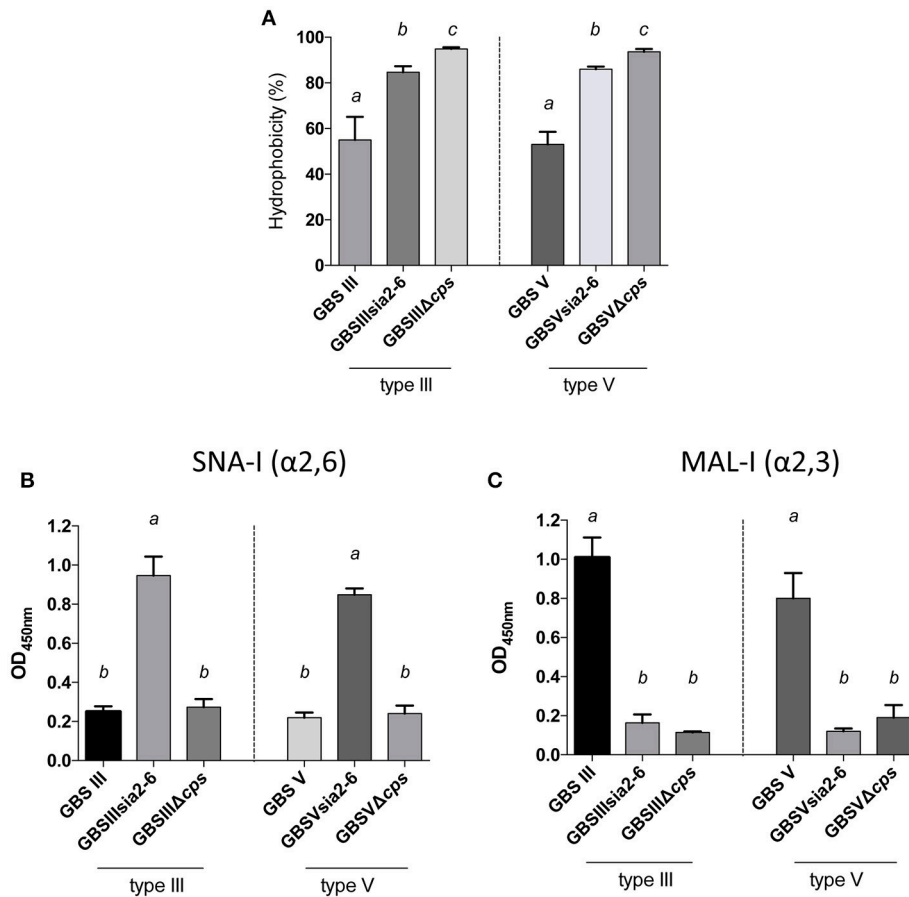 A
Hydrophobicity (%)
100
80
60
40
20
0
a
b
c
a
b
c
GBS III
GBSIIIsia2-6
GBSIIIΔcps
GBS V
GBSVsia2-6
GBSVΔcps
type III
type V
B
SNA-I (α2,6)
OD450nm
1.2
1.0
0.8
0.6
0.4
0.2
0.0
b
a
b
b
a
b
GBS III
GBSIIIsia2-6
GBSIIIΔcps
GBS V
GBSVsia2-6
GBSVΔcps
type III
type V
C
MAL-I (α2,3)
OD450nm
1.2
1.0
0.8
0.6
0.4
0.2
0.0
a
b
b
a
b
b
GBS III
GBSIIIsia2-6
GBSIIIΔcps
GBS V
GBSVsia2-6
GBSVΔcps
type III
type V